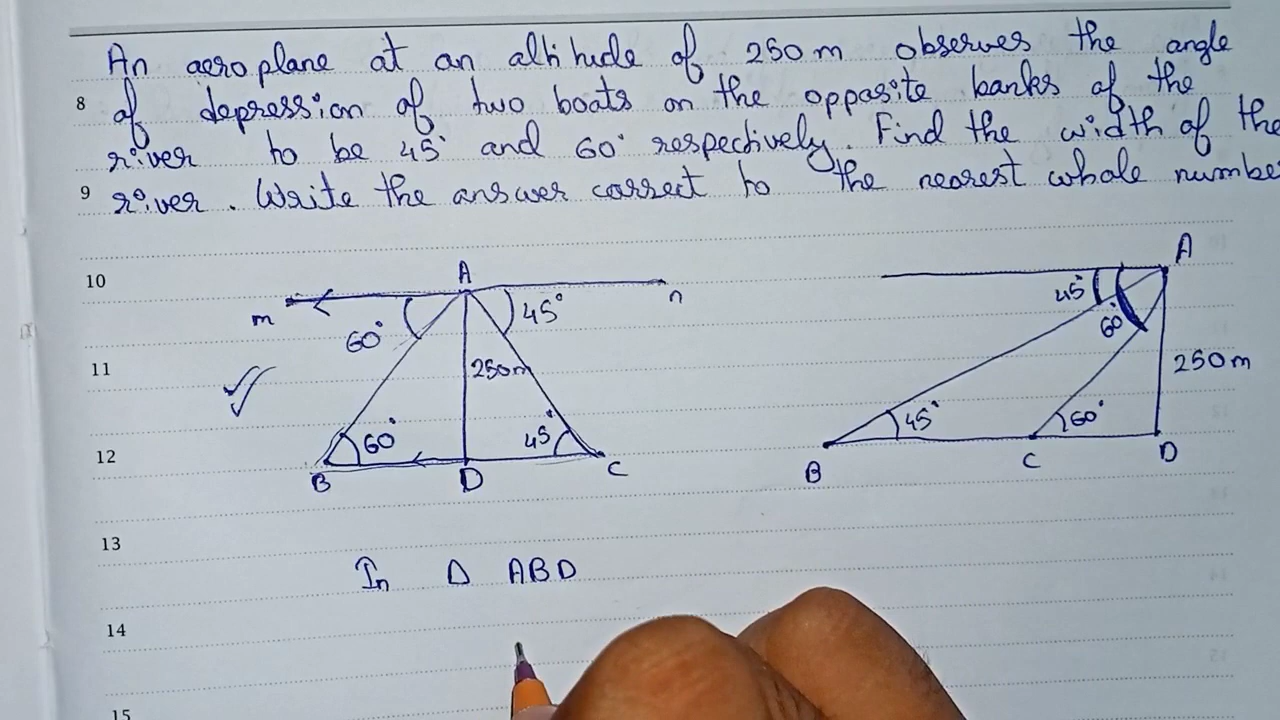 An aeroplane at an altitude of 250 m observes the angle
8
of depression of two boats on the opposite banks of the
river to be 45° and 60° respectively. Find the width of the
9
river. Write the answer correct to the nearest whole numbe
10
A
A
m
n
60°
45°
45°
60°
11
250m
250 m
60°
45°
45°
60°
12
B
D
C
B
C
D
13
In Δ ABD
14
15